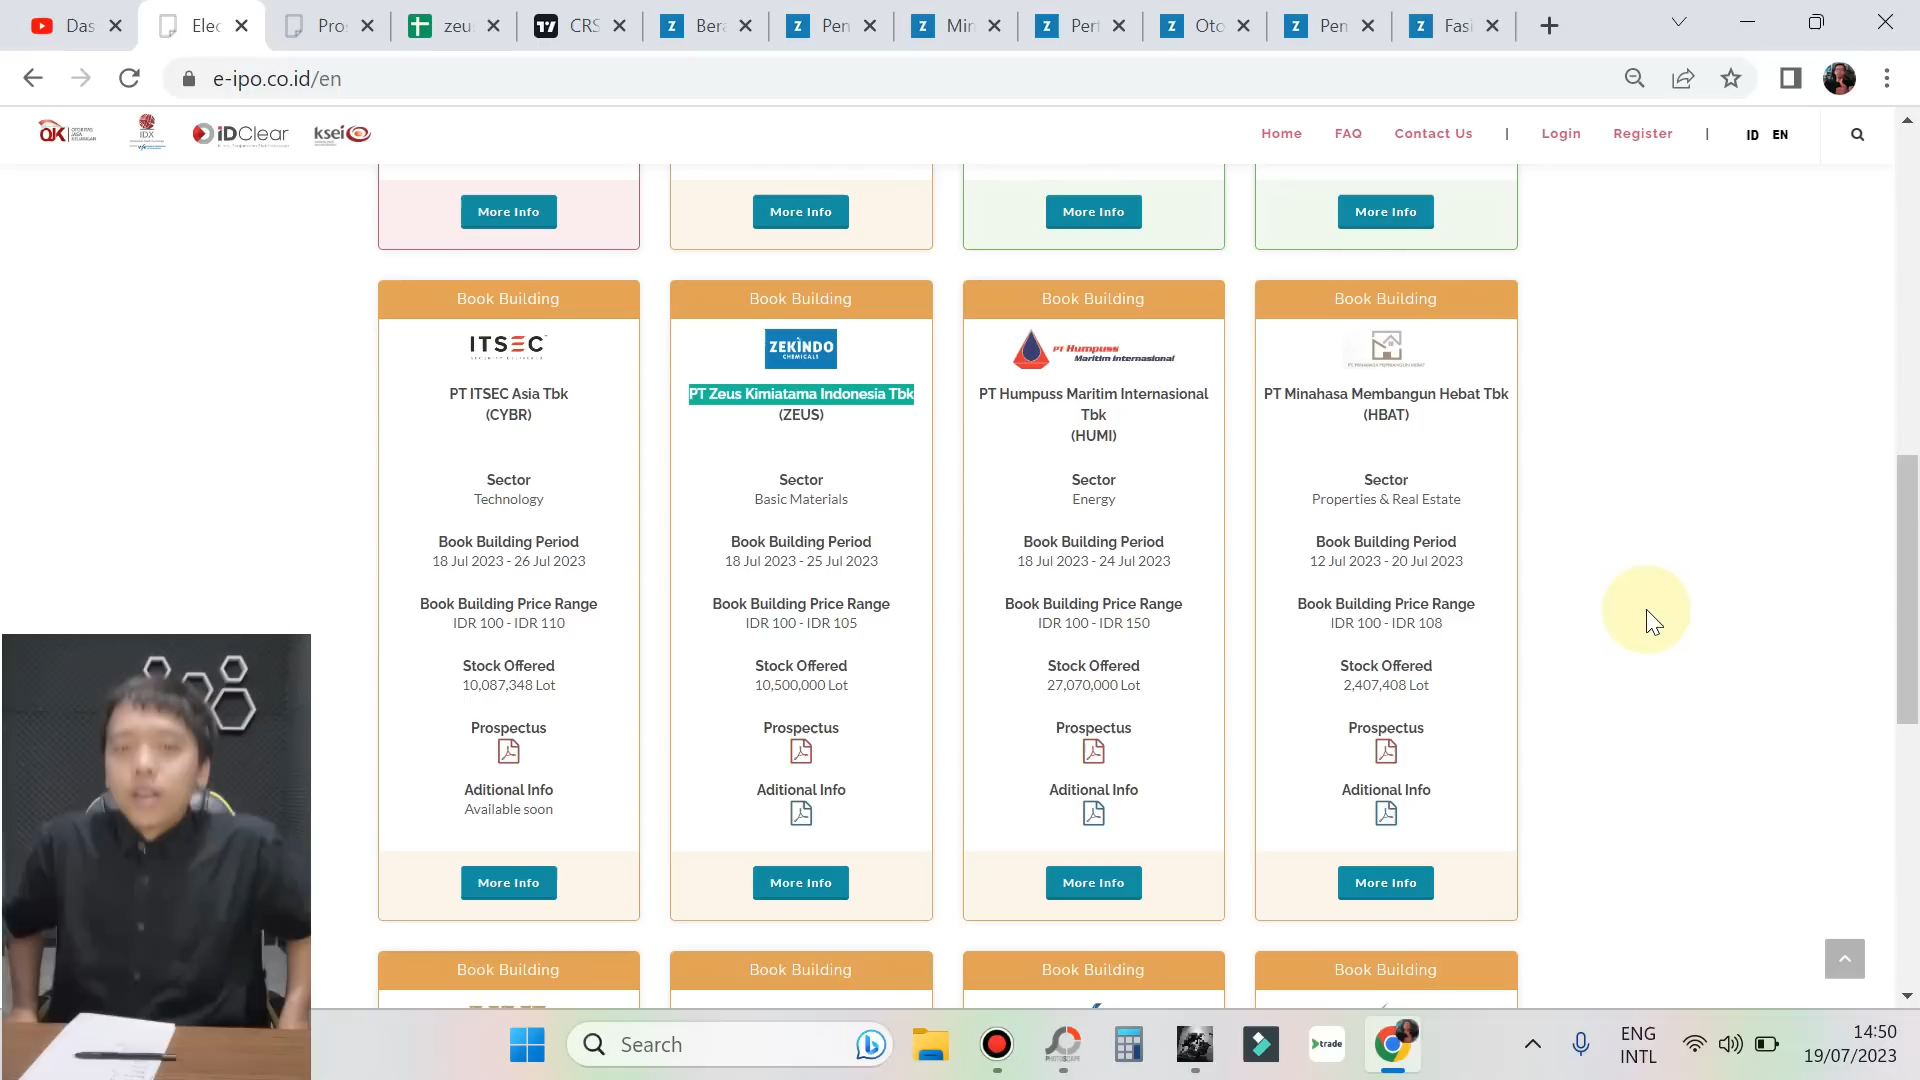 Das
Elec
Pro
zeu
CRS
Ber
Pen
Min
Pert
Oto
Pen
Fasi
e-ipo.co.id/en
OJK OTORITAS JASA KEUANGAN
IDX
iDClear
ksei
Home
FAQ
Contact Us
|
Login
Register
|
ID EN
More Info
More Info
More Info
More Info
Book Building
ITSEC
PT ITSEC Asia Tbk
(CYBR)
Sector
Technology
Book Building Period
18 Jul 2023 - 26 Jul 2023
Book Building Price Range
IDR 100 - IDR 110
Stock Offered
10,087,348 Lot
Prospectus
Aditional Info
Available soon
More Info
Book Building
ZEKINDO
CHEMICALS
PT Zeus Kimiatama Indonesia Tbk
(ZEUS)
Sector
Basic Materials
Book Building Period
18 Jul 2023 - 25 Jul 2023
Book Building Price Range
IDR 100 - IDR 105
Stock Offered
10,500,000 Lot
Prospectus
Aditional Info
More Info
Book Building
PT Humpuss
Maritim Internasional
PT Humpuss Maritim Internasional
Tbk
(HUMI)
Sector
Energy
Book Building Period
18 Jul 2023 - 24 Jul 2023
Book Building Price Range
IDR 100 - IDR 150
Stock Offered
27,070,000 Lot
Prospectus
Aditional Info
More Info
Book Building
PT MINAHASA MEMBANGUN HEBAT
PT Minahasa Membangun Hebat Tbk
(HBAT)
Sector
Properties & Real Estate
Book Building Period
12 Jul 2023 - 20 Jul 2023
Book Building Price Range
IDR 100 - IDR 108
Stock Offered
2,407,408 Lot
Prospectus
Aditional Info
More Info
Book Building
Book Building
Book Building
Book Building
Search
PHOTOSCAPE
trade
ENG
INTL
14:50
19/07/2023